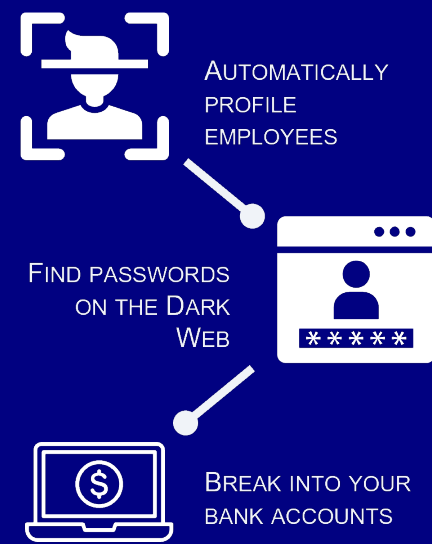 AUTOMATICALLY
PROFILE
EMPLOYEES
FIND PASSWORDS
ON THE DARK
WEB
*****
$
BREAK INTO YOUR
BANK ACCOUNTS